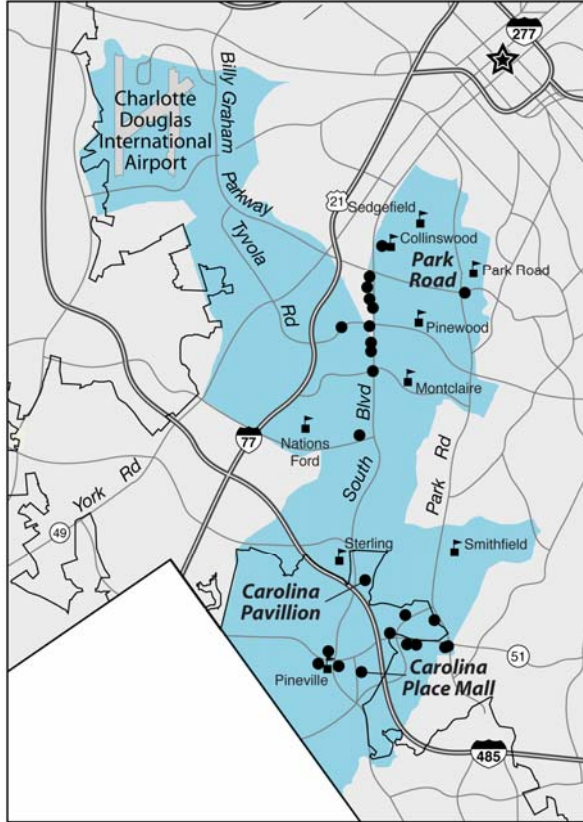 277
Billy Graham
Parkway
Charlotte
Douglas
International
Airport
21
Sedgefield
Collinswood
Park
Road
Park Road
Tyvola
Rd
Pinewood
Montclaire
South
Blvd
Park Rd
77
Nations
Ford
York Rd
49
Sterling
Smithfield
Carolina
Pavillion
51
Pineville
Carolina
Place Mall
485